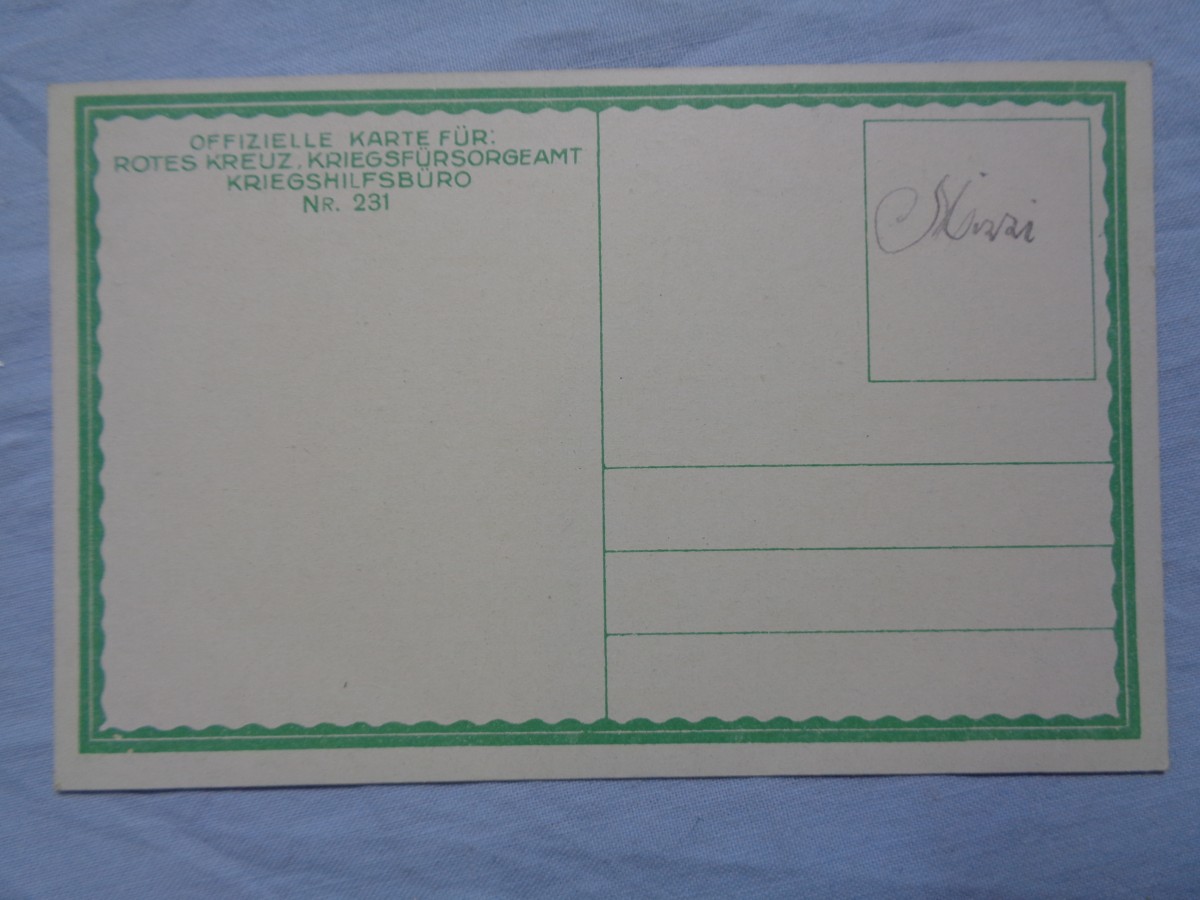 OFFIZIELLE KARTE FÜR:
ROTES KREUZ, KRIEGSFÜRSORGEAMT
KRIEGSHILFSBÜRO
NR. 231
Mizzi